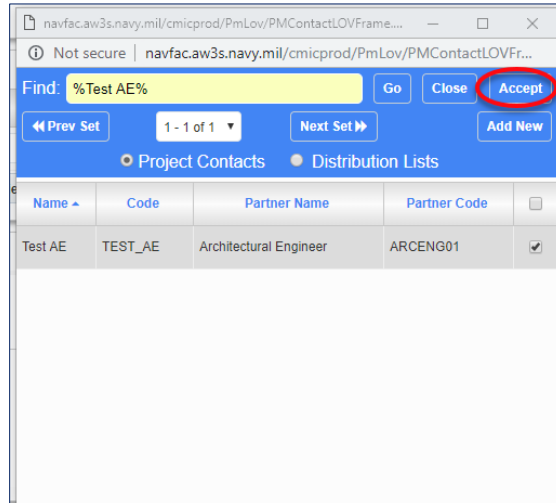 navfac.aw3s.navy.mil/cmicprod/PmLov/PMContactLOVFrame....
Not secure | navfac.aw3s.navy.mil/cmicprod/PmLov/PMContactLOVFr...
Find: %Test AE% Go Close Accept
Prev Set 1 - 1 of 1 Next Set Add New
Project Contacts Distribution Lists
Name Code Partner Name Partner Code
Test AE TEST_AE Architectural Engineer ARCENG01